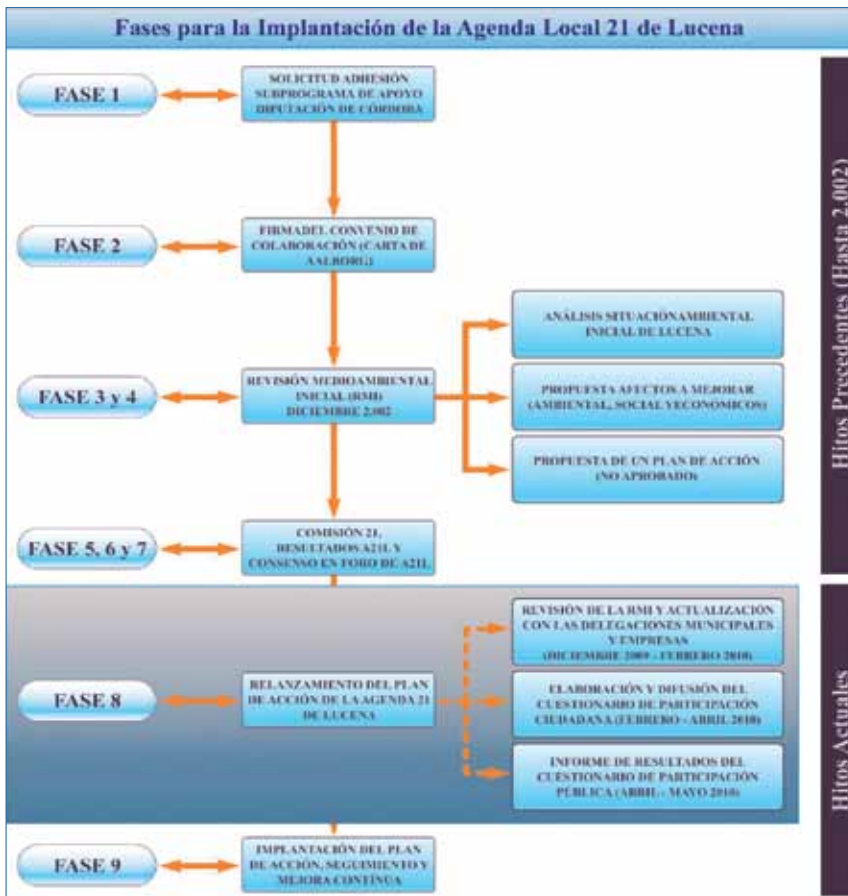 Fases para la Implantación de la Agenda Local 21 de Lucena
FASE 1
SOLICITUD ADHESIÓN
SUBPROGRAMA DE APOYO
DIPUTACIÓN DE CÓRDOBA
FASE 2
FIRMADEL CONVENIO DE
COLABORACIÓN (CARTA DE
AALBORG)
FASE 3 y 4
REVISIÓN MEDIOAMBIENTAL
INICIAL (RMI)
DICIEMBRE 2.002
ANÁLISIS SITUACIÓNAMBIENTAL
INICIAL DE LUCENA
PROPUESTA AFECTOS A MEJORAR
(AMBIENTAL, SOCIAL YECONÓMICOS)
PROPUESTA DE UN PLAN DE ACCIÓN
(NO APROBADO)
FASE 5, 6 y 7
COMISIÓN 21,
RESULTADOS A21L Y
CONSENSO EN FORO DE A21L
Hitos Precedentes (Hasta 2.002)
FASE 8
RELANZAMIENTO DEL PLAN
DE ACCIÓN DE LA AGENDA 21
DE LUCENA
REVISIÓN DE LA RMI Y ACTUALIZACIÓN
CON LAS DELEGACIONES MUNICIPALES
Y EMPRESAS
(DICIEMBRE 2009 - FEBRERO 2010)
ELABORACIÓN Y DIFUSIÓN DEL
CUESTIONARIO DE PARTICIPACIÓN
CIUDADANA (FEBRERO - ABRIL 2010)
INFORME DE RESULTADOS DEL
CUESTIONARIO DE PARTICIPACIÓN
PÚBLICA (ABRIL - MAYO 2010)
FASE 9
IMPLANTACIÓN DEL PLAN
DE ACCIÓN, SEGUIMIENTO Y
MEJORA CONTÍNUA
Hitos Actuales